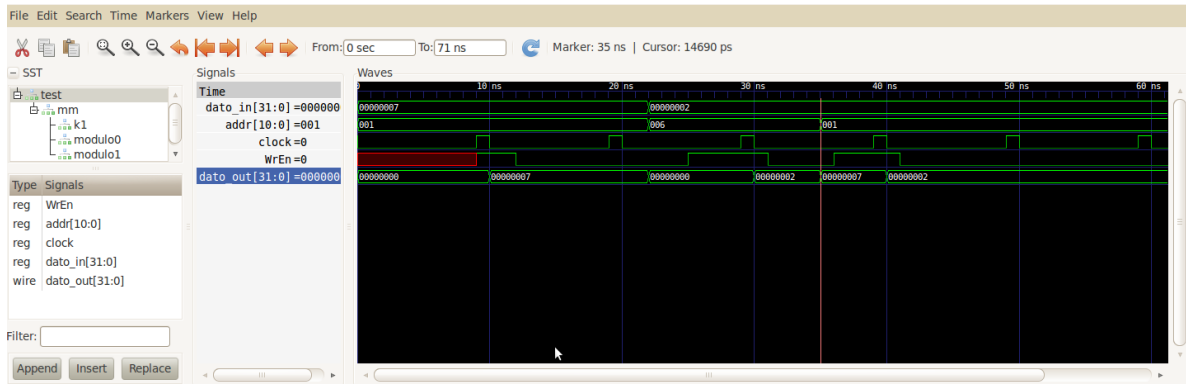 File Edit Search Time Markers View Help
From: 0 sec To: 71 ns Marker: 35 ns | Cursor: 14690 ps
SST
test
mm
k1
modulo0
modulo1
Type Signals
reg WrEn
reg addr[10:0]
reg clock
reg dato_in[31:0]
wire dato_out[31:0]
Filter:
Append Insert Replace
Signals
Time
dato_in[31:0] =000000
addr[10:0] =001
clock =0
WrEn =0
dato_out[31:0] =000000
Waves
10 ns 20 ns 30 ns 40 ns 50 ns 60 ns
00000007 00000002
001 006 001
00000000 00000007 00000000 00000002 00000007 00000002